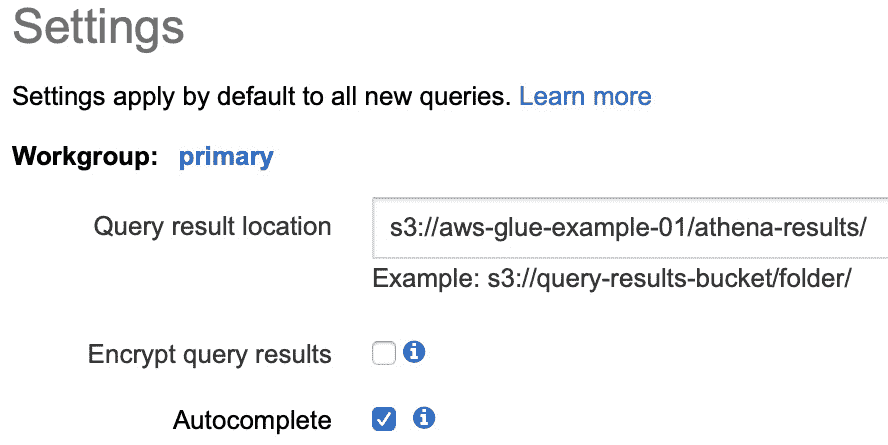 Settings
Settings apply by default to all new queries. Learn more
Workgroup: primary
Query result location s3://aws-glue-example-01/athena-results/
Example: s3://query-results-bucket/folder/
Encrypt query results
Autocomplete